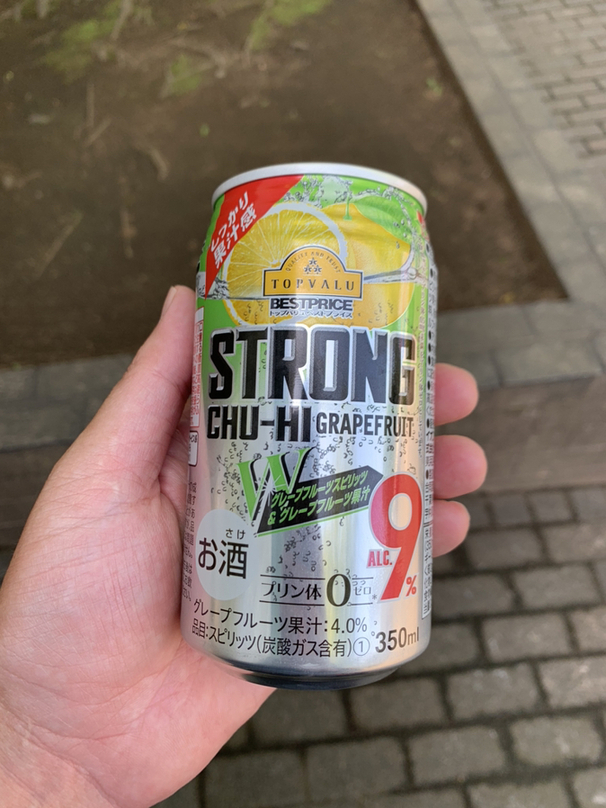 しっかり
果汁感
QUALITY AND TRUST
TOPVALU
BESTPRICE
トップバリュ ベストプライス
STRONG
CHU-HI GRAPEFRUIT
W
グレープフルーツスピリッツ
& グレープフルーツ果汁
ALC. 9%
さけ
お酒
プリン体0ゼロ*
グレープフルーツ果汁:4.0%
品目:スピリッツ(炭酸ガス含有)① 350ml